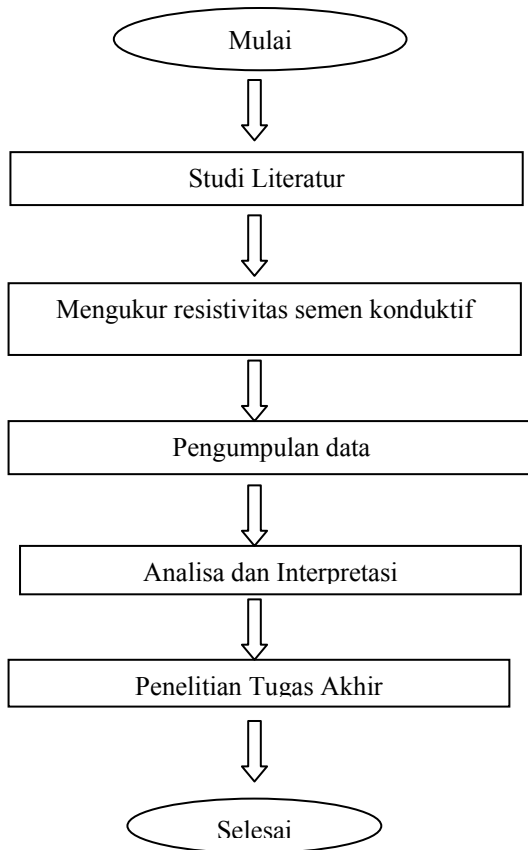 Mulai
Studi Literatur
Mengukur resistivitas semen konduktif
Pengumpulan data
Analisa dan Interpretasi
Penelitian Tugas Akhir
Selesai